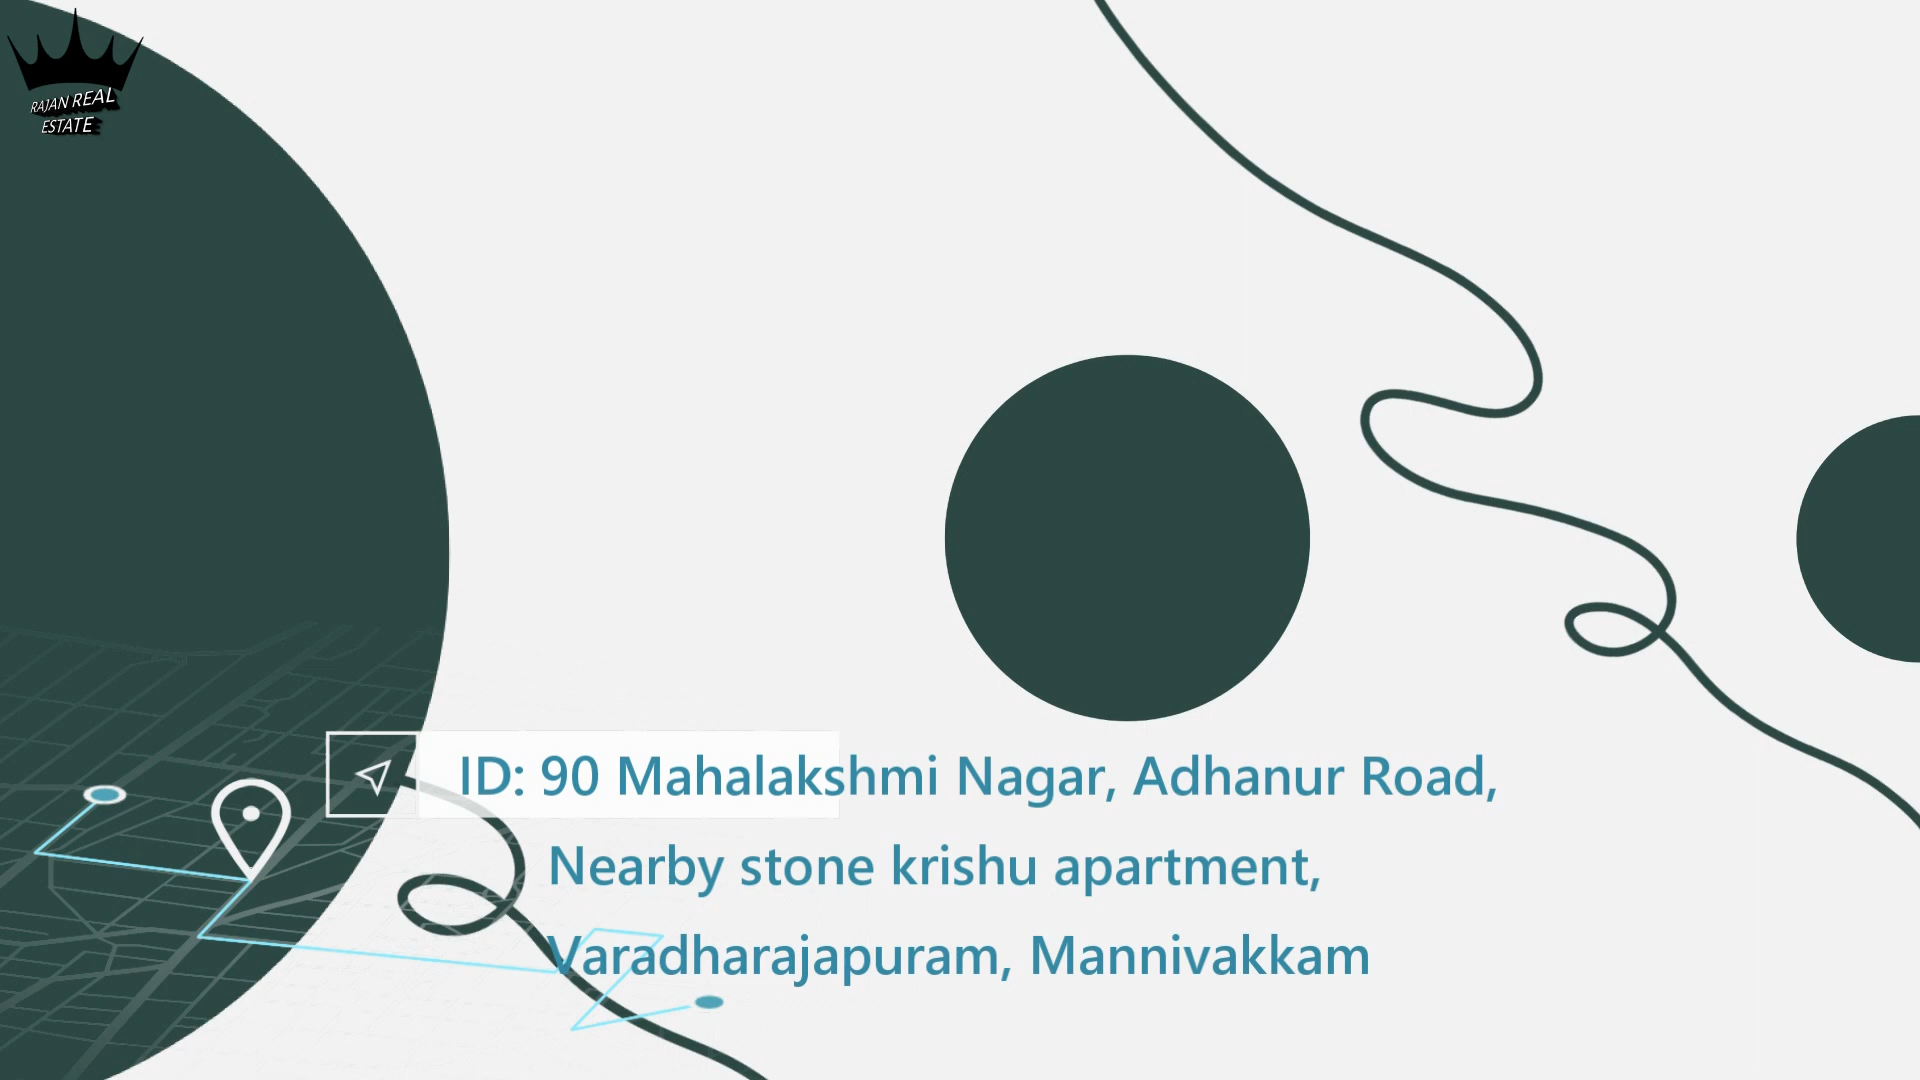 RAJAN REAL
ESTATE
ID: 90 Mahalakshmi Nagar, Adhanur Road,
Nearby stone krishu apartment,
Varadharajapuram, Mannivakkam